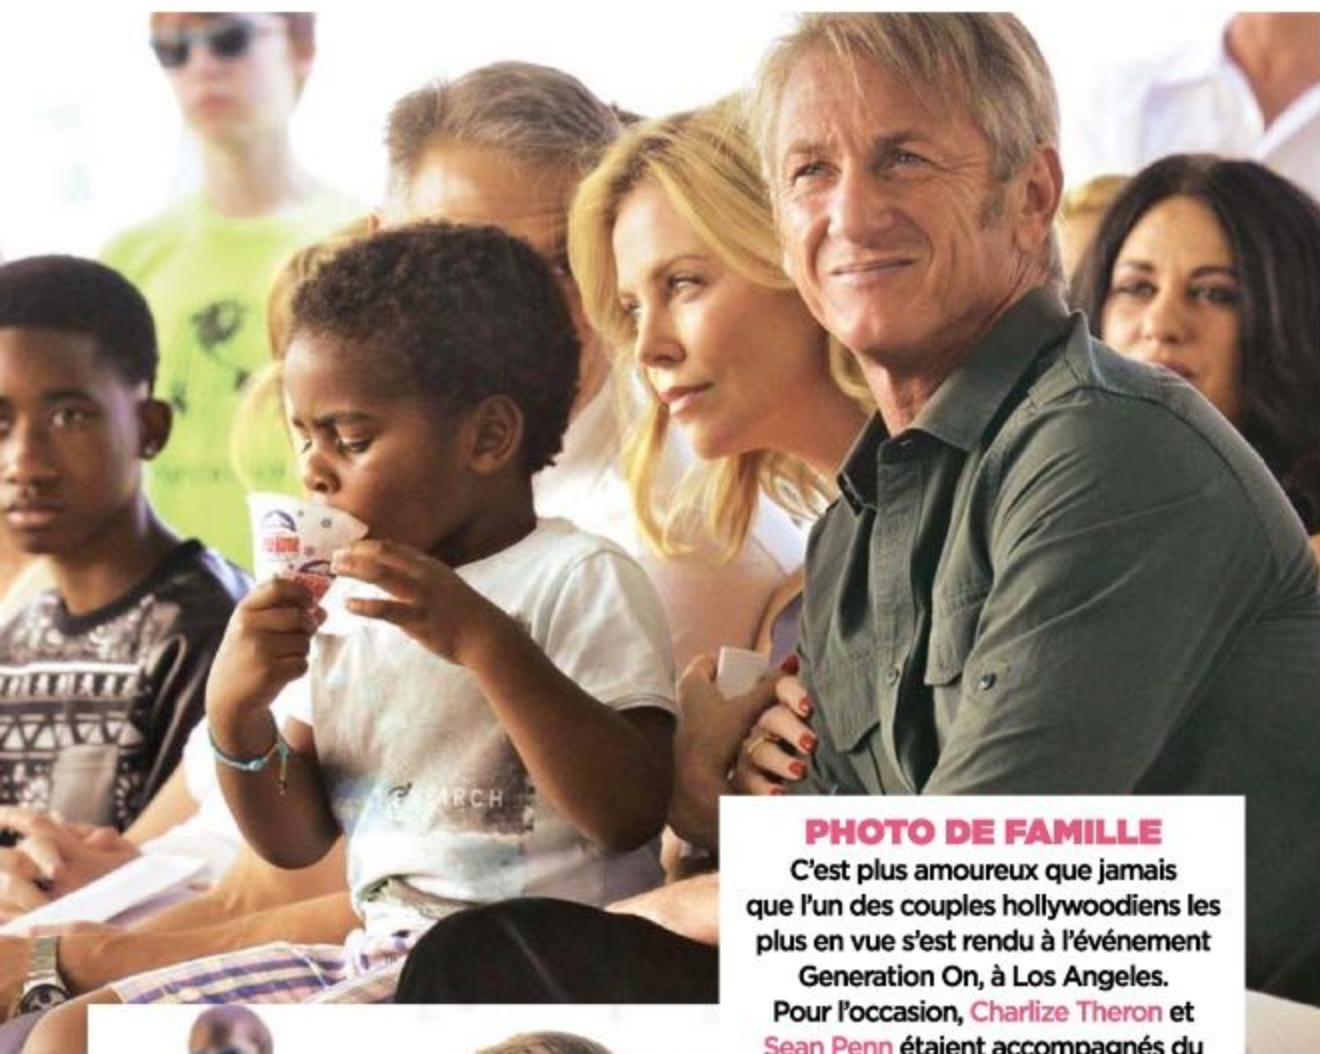 PHOTO DE FAMILLE
C'est plus amoureux que jamais
que l'un des couples hollywoodiens les
plus en vue s'est rendu à l'événement
Generation On, à Los Angeles.
Pour l'occasion, Charlize Theron et
Sean Penn étaient accompagnés du